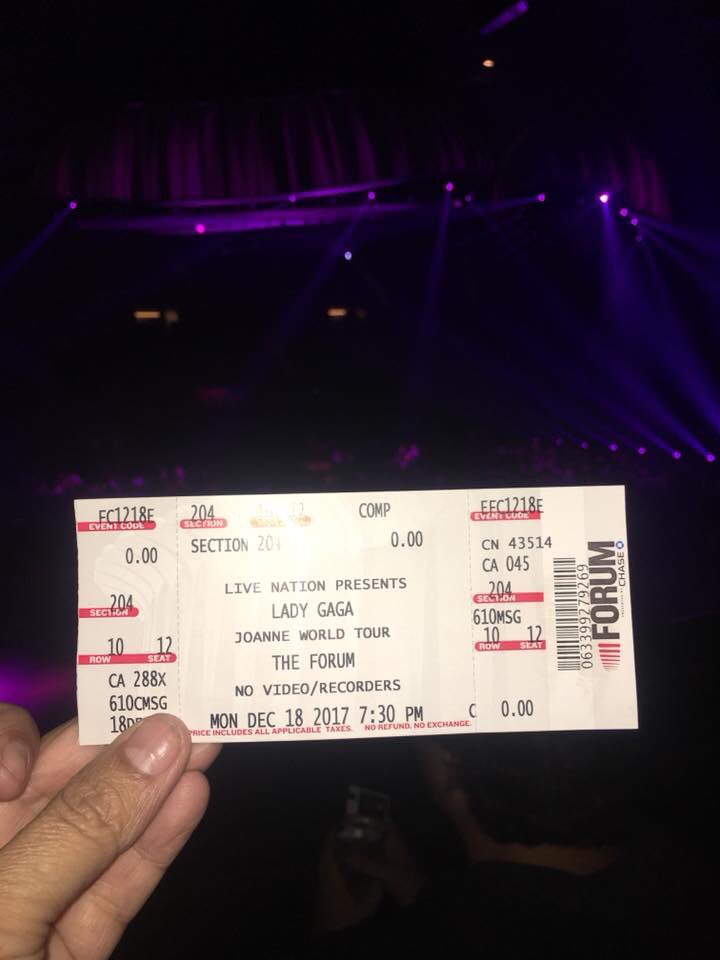 EC1218E
EVENT CODE
0.00
204
SECTION
10 12
ROW SEAT
CA 288X
610CMSG
204 COMP
SECTION
SECTION 204 0.00
LIVE NATION PRESENTS
LADY GAGA
JOANNE WORLD TOUR
THE FORUM
NO VIDEO/RECORDERS
MON DEC 18 2017 7:30 PM
PRICE INCLUDES ALL APPLICABLE TAXES. NO REFUND. NO EXCHANGE.
EEC1218E
EVENT CODE
CN 43514
CA 045
204
SECTION
610MSG
10 12
ROW SEAT
C 0.00
063399279269
FORUM
CHASE